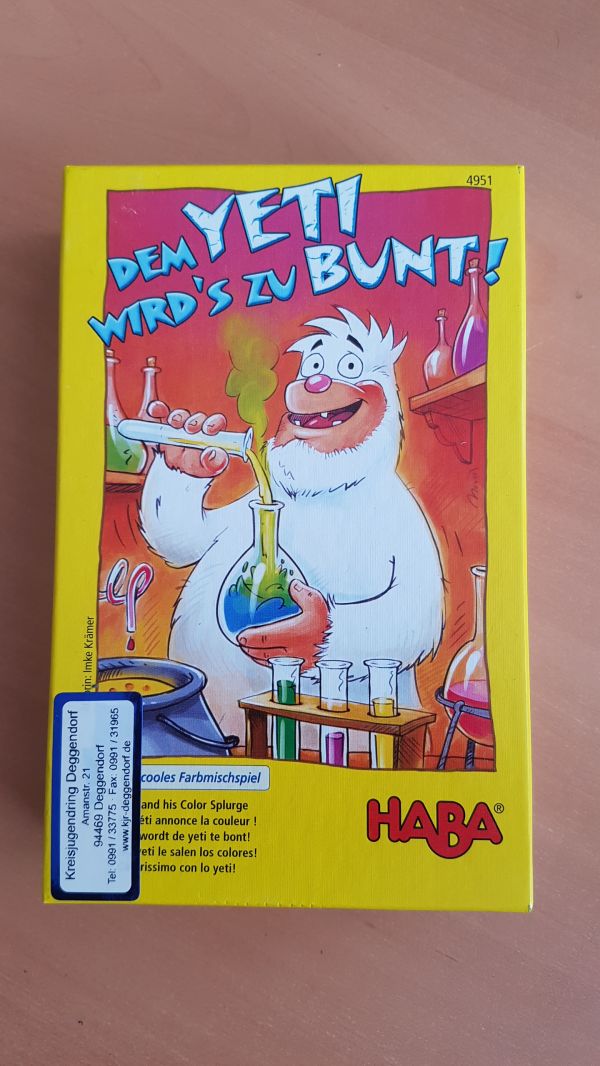 4951
DEM YETI
WIRD'S ZU BUNT!
rin: Imke Krämer
cooles Farbmischspiel
and his Color Splurge
éti annonce la couleur !
wordt de yeti te bont!
yeti le salen los colores!
rissimo con lo yeti!
HABA®
Kreisjugendring Deggendorf
Amanstr. 21
94469 Deggendorf
Tel: 0991 / 33775 Fax: 0991 / 31965
www.kjr-deggendorf.de